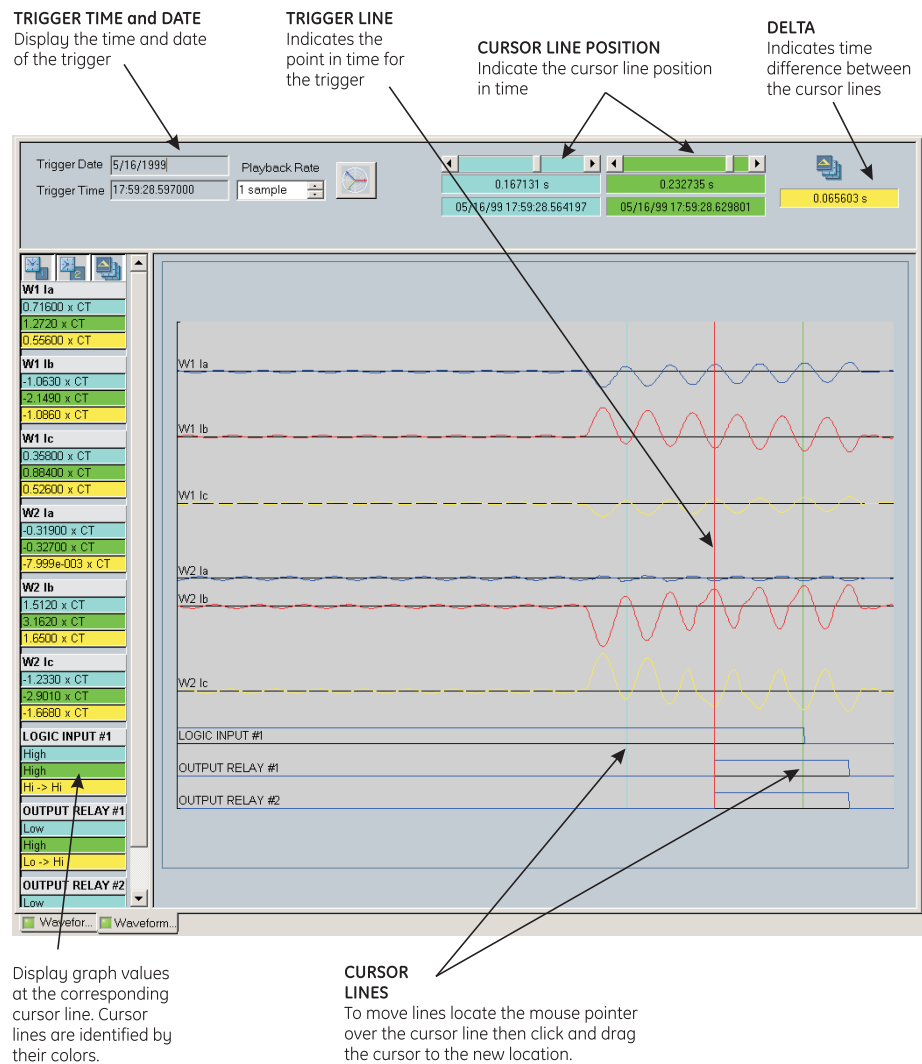 TRIGGER TIME and DATE
Display the time and date
of the trigger
TRIGGER LINE
Indicates the
point in time for
the trigger
CURSOR LINE POSITION
Indicate the cursor line position
in time
DELTA
Indicates time
difference between
the cursor lines
Trigger Date 5/16/1999
Trigger Time 17:59:28.597000
Playback Rate
1 sample
0.167131 s
05/16/99 17:59:28.564197
0.232735 s
05/16/99 17:59:28.629801
0.065603 s
1 2
W1 Ia
0.71600 x CT
1.2720 x CT
0.55600 x CT
W1 Ib
-1.0630 x CT
-2.1490 x CT
-1.0860 x CT
W1 Ic
0.35800 x CT
0.88400 x CT
0.52600 x CT
W2 Ia
-0.31900 x CT
-0.32700 x CT
-7.999e-003 x CT
W2 Ib
1.5120 x CT
3.1620 x CT
1.6500 x CT
W2 Ic
-1.2330 x CT
-2.9010 x CT
-1.6680 x CT
LOGIC INPUT #1
High
High
Hi -> Hi
OUTPUT RELAY #1
Low
High
Lo -> Hi
OUTPUT RELAY #2
Low
W1 Ia
W1 Ib
W1 Ic
W2 Ia
W2 Ib
W2 Ic
LOGIC INPUT #1
OUTPUT RELAY #1
OUTPUT RELAY #2
Wavefor... Waveform...
Display graph values
at the corresponding
cursor line. Cursor
lines are identified by
their colors.
CURSOR
LINES
To move lines locate the mouse pointer
over the cursor line then click and drag
the cursor to the new location.